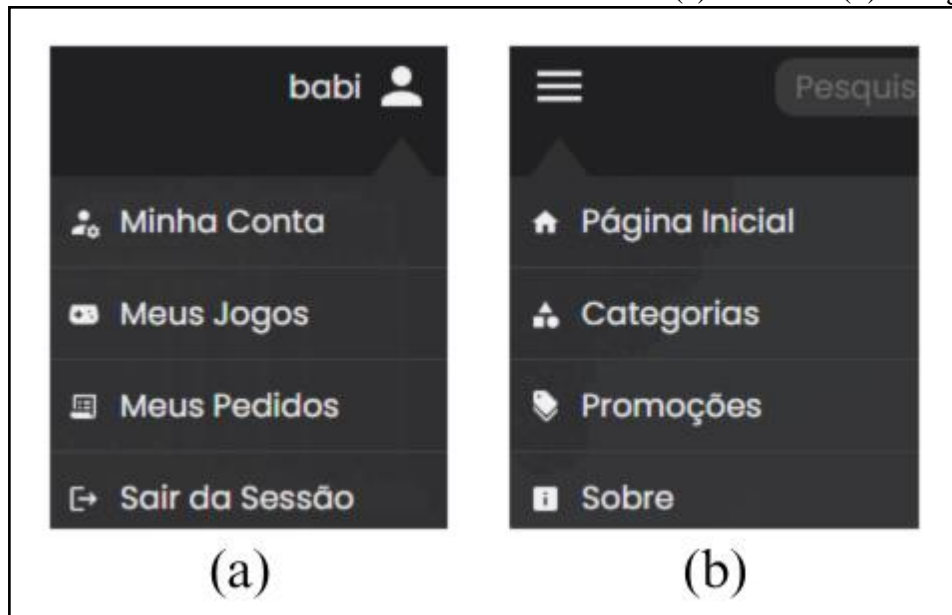 babi
Minha Conta
Meus Jogos
Meus Pedidos
Sair da Sessão
(a)
Pesquis
Página Inicial
Categorias
Promoções
Sobre
(b)